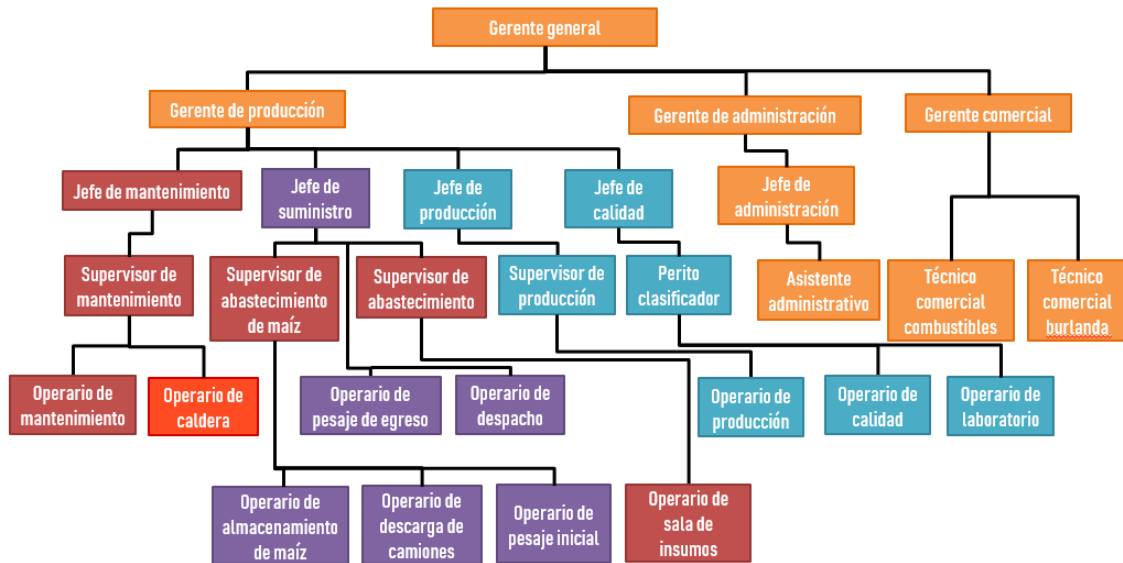 Gerente general
Gerente de producción
Gerente de administración
Gerente comercial
Jefe de mantenimiento
Jefe de
suministro
Jefe de
producción
Jefe de
calidad
Jefe de
administración
Supervisor de
mantenimiento
Supervisor de
abastecimiento
de maíz
Supervisor de
abastecimiento
Supervisor de
producción
Perito
clasificador
Asistente
administrativo
Técnico
comercial
combustibles
Técnico
comercial
burlanda
Operario de
mantenimiento
Operario de
caldera
Operario de
pesaje de egreso
Operario de
despacho
Operario de
producción
Operario de
calidad
Operario de
laboratorio
Operario de
almacenamiento
de maíz
Operario de
descarga de
camiones
Operario de
pesaje inicial
Operario de
sala de
insumos